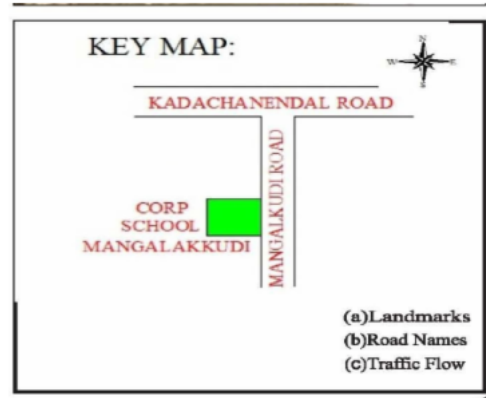 KEY MAP:
N
W E
S
KADACHANENDAL ROAD
MANGALKUDI ROAD
CORP
SCHOOL
MANGALAKKUDI
(a)Landmarks
(b)Road Names
(c)Traffic Flow